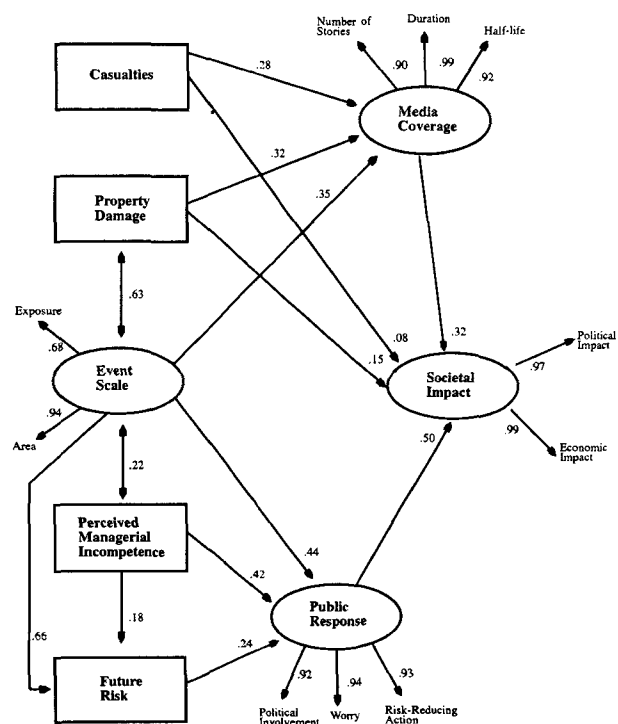 Number of
Stories
Duration
Half-life
Casualties
.28
.90
.99
.92
Media
Coverage
.32
Property
Damage
.35
Exposure
.63
.68
Event
Scale
.08
.15
.32
Societal
Impact
Political
Impact
.97
.94
Area
.22
.50
.99
Economic
Impact
Perceived
Managerial
Incompetence
.44
.42
.18
.66
.24
Public
Response
Future
Risk
.92
.94
.93
Political
Involvement
Worry
Risk-Reducing
Action